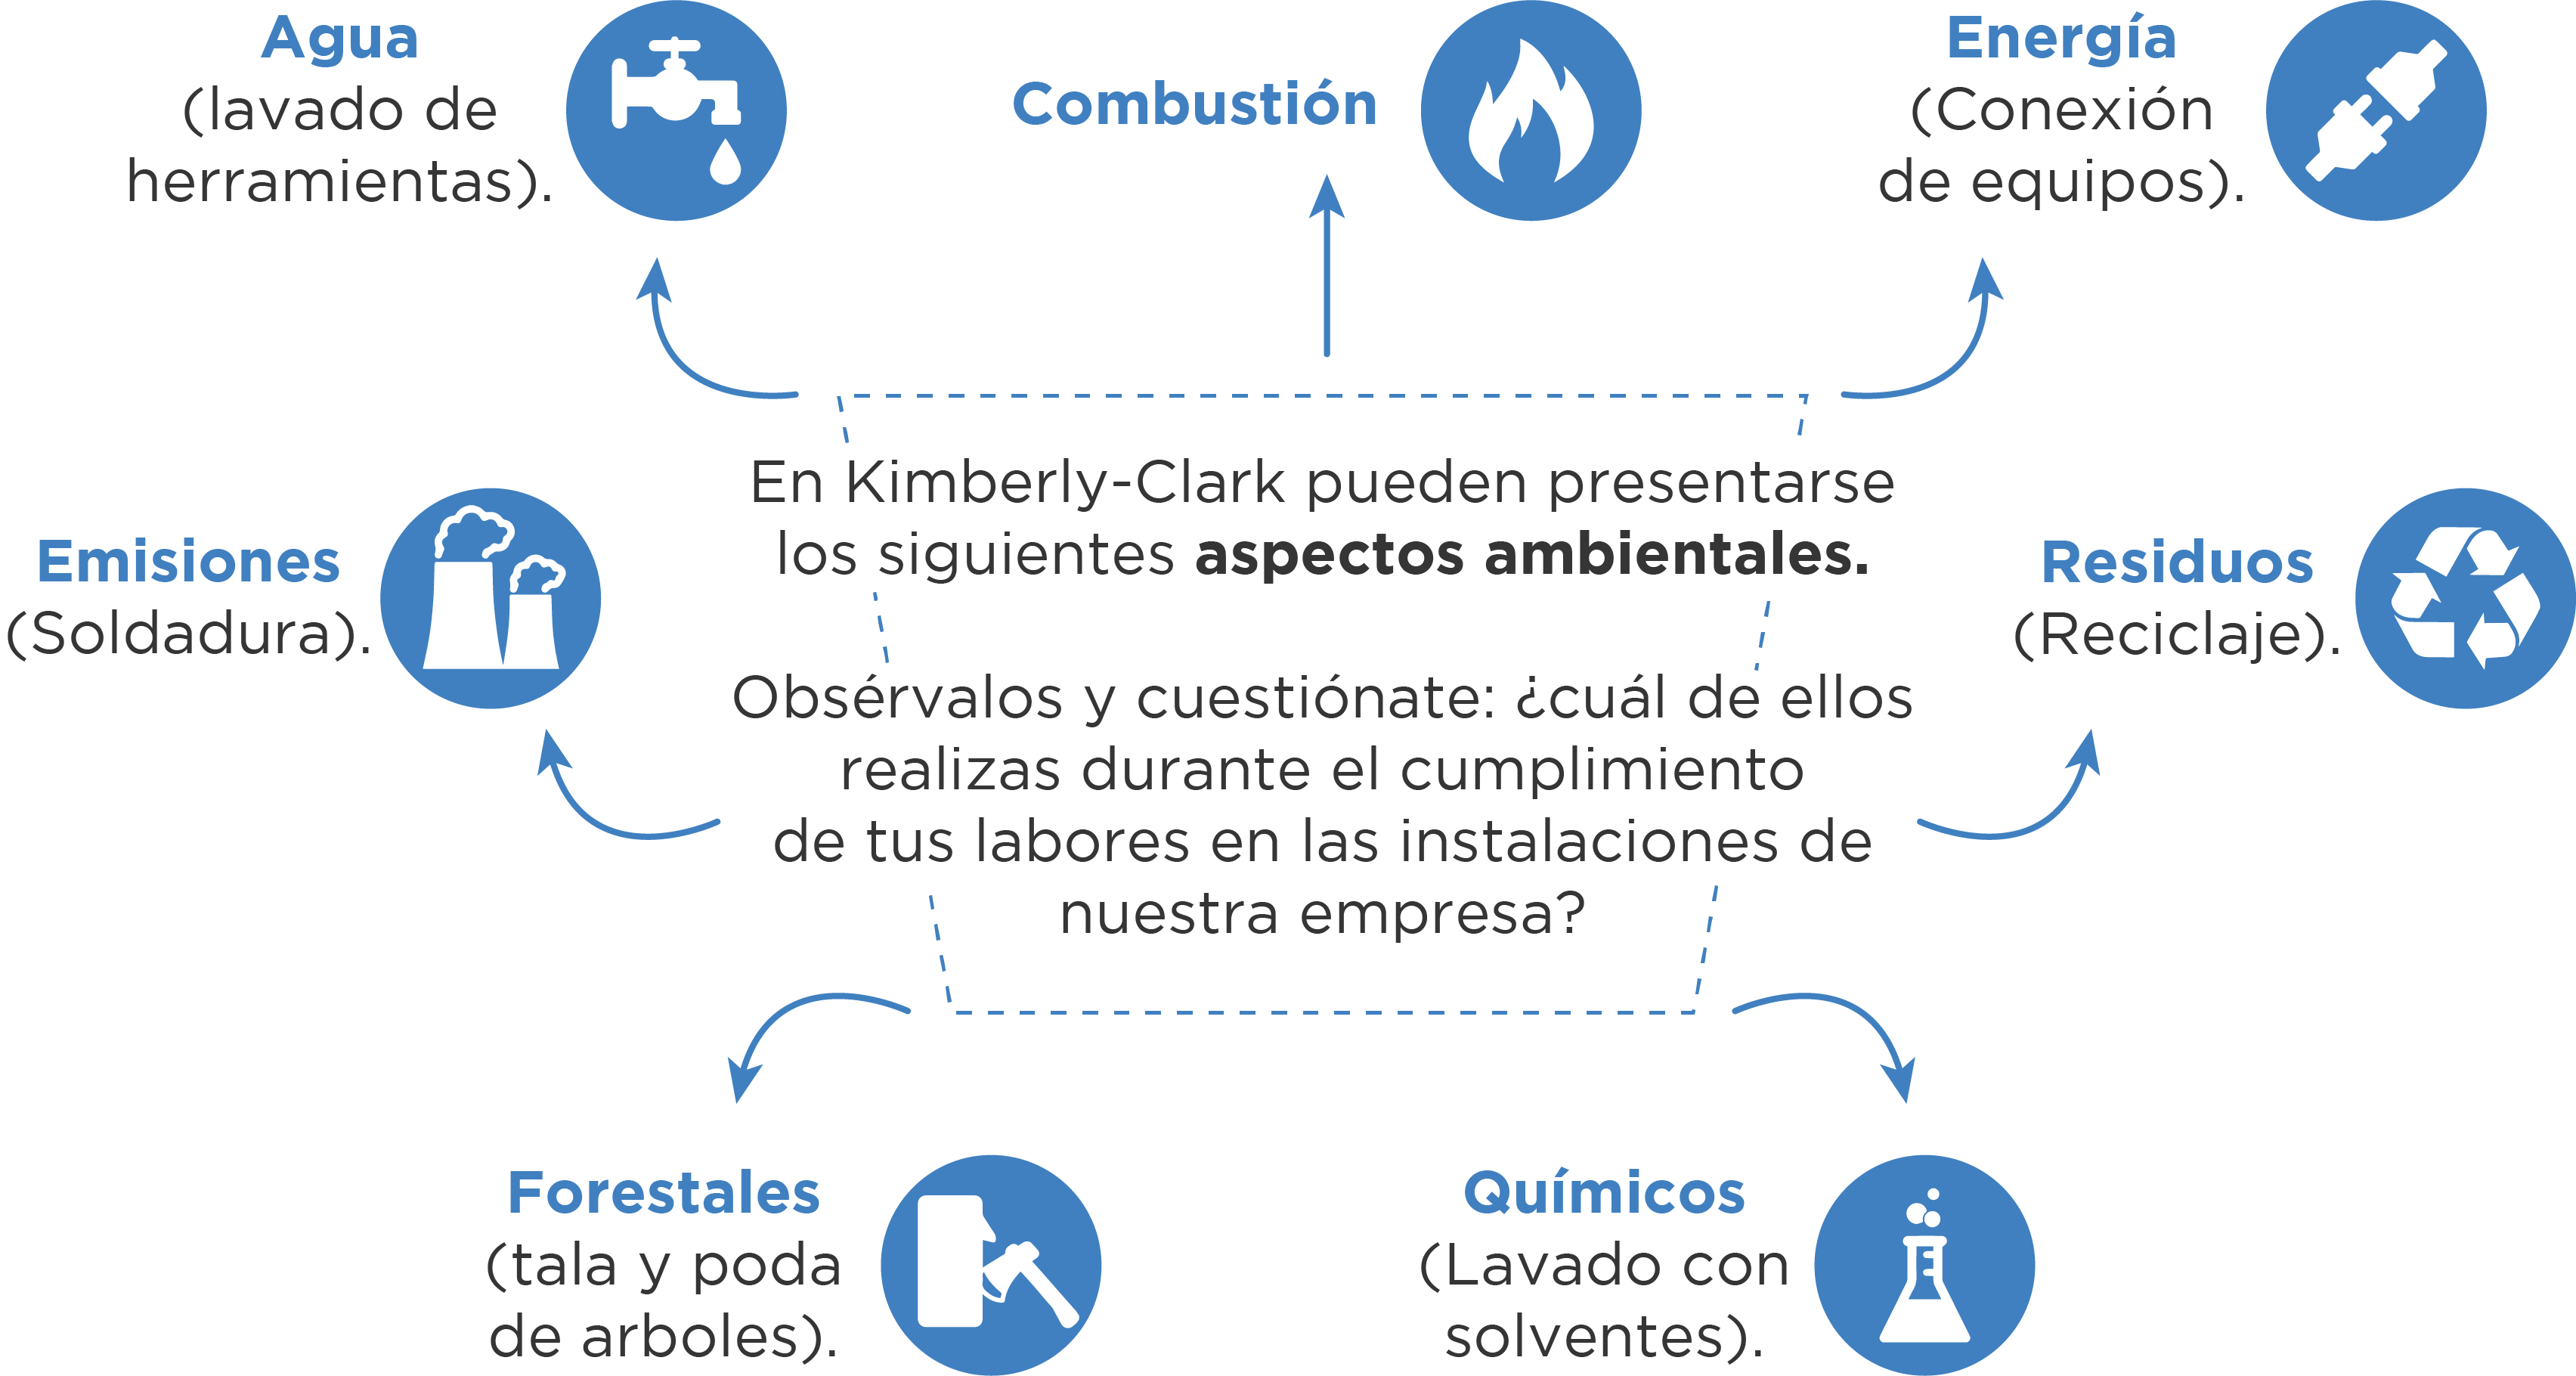 Agua
(lavado de
herramientas).
Combustión
Energía
(Conexión
de equipos).
Emisiones
(Soldadura).
En Kimberly-Clark pueden presentarse
los siguientes aspectos ambientales.
Obsérvalos y cuestiónate: ¿cuál de ellos
realizas durante el cumplimiento
de tus labores en las instalaciones de
nuestra empresa?
Residuos
(Reciclaje).
Forestales
(tala y poda
de arboles).
Químicos
(Lavado con
solventes).